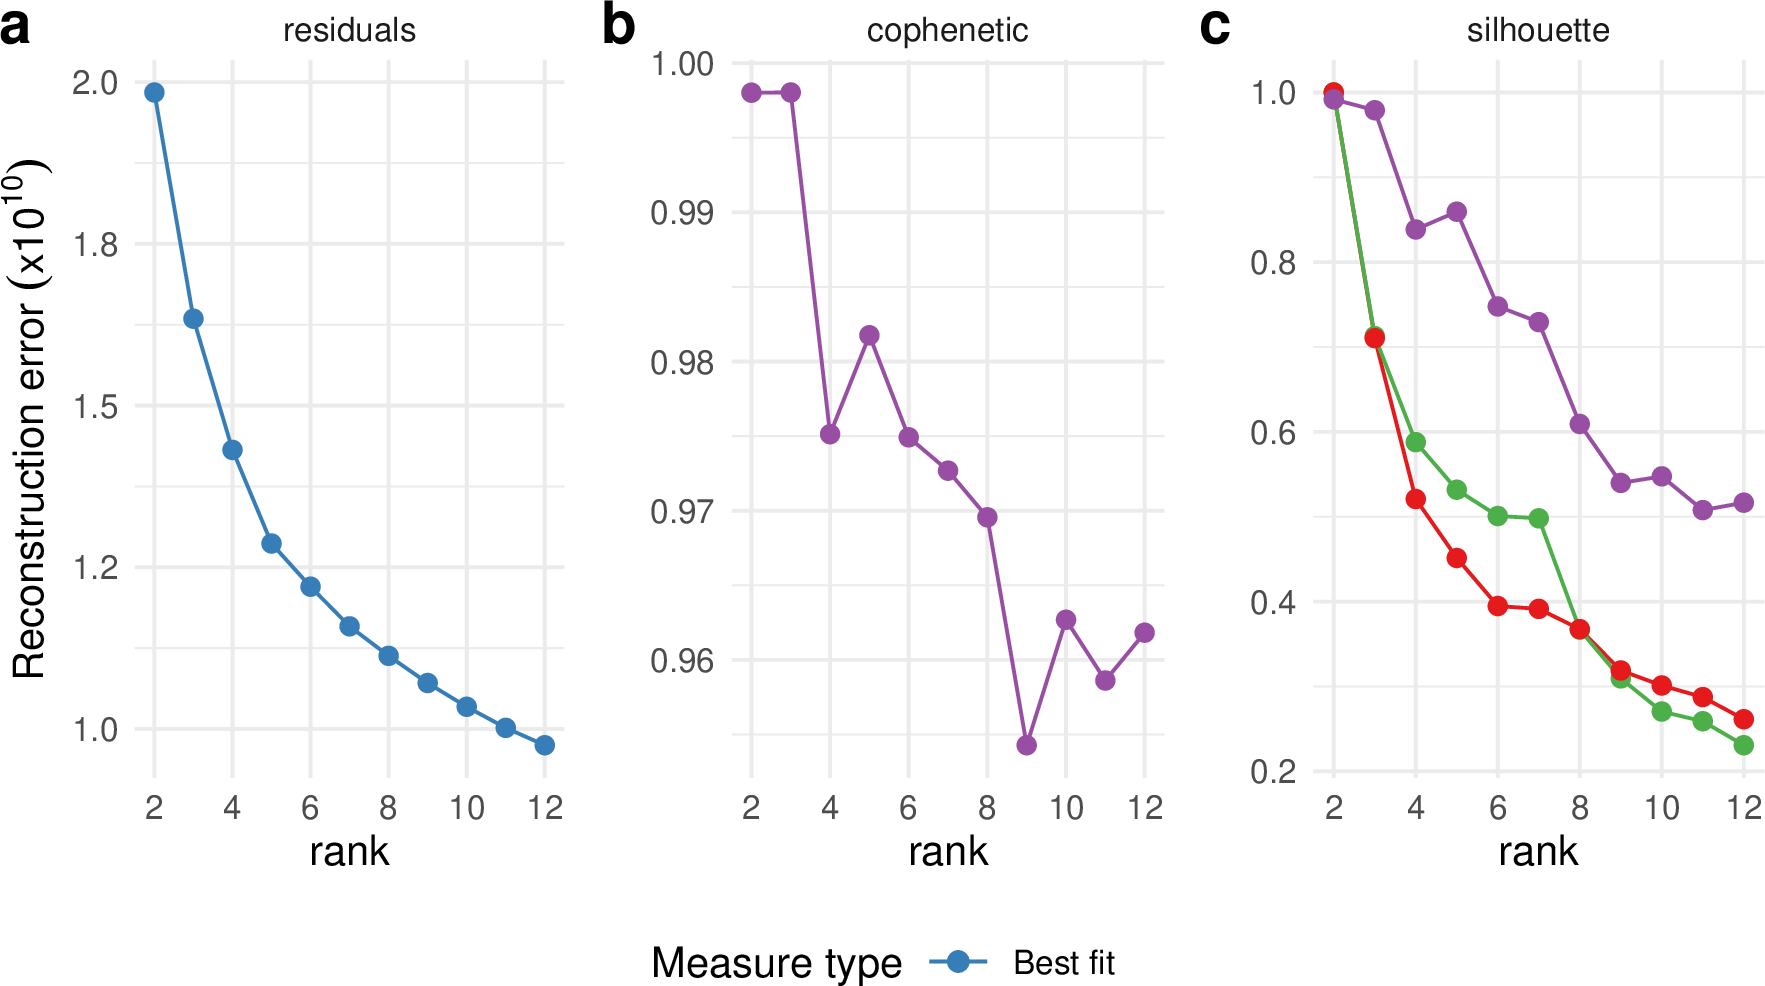 a
residuals
Reconstruction error (x10¹⁰)
2.0
1.8
1.5
1.2
1.0
2 4 6 8 10 12
rank
b
cophenetic
1.00
0.99
0.98
0.97
0.96
2 4 6 8 10 12
rank
c
silhouette
1.0
0.8
0.6
0.4
0.2
2 4 6 8 10 12
rank
Measure type Best fit